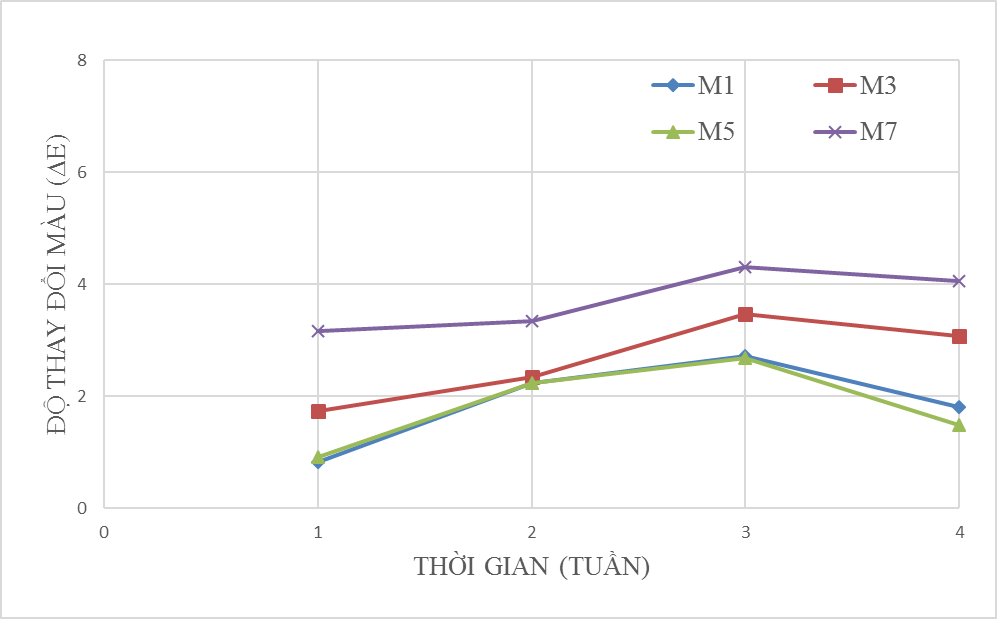 8
6
4
2
0
0 1 2 3 4
M1 M3
M5 M7
ĐỘ THAY ĐỔI MÀU (ΔE)
THỜI GIAN (TUẦN)